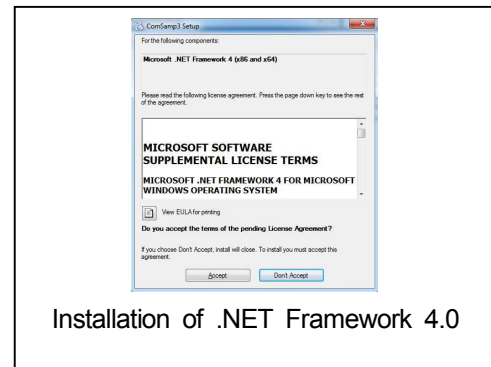 ComSamp3 Setup
For the following components:
Microsoft .NET Framework 4 (x86 and x64)
Please read the following license agreement. Press the page down key to see the rest
of the agreement.
MICROSOFT SOFTWARE
SUPPLEMENTAL LICENSE TERMS
MICROSOFT .NET FRAMEWORK 4 FOR MICROSOFT
WINDOWS OPERATING SYSTEM
View EULA for printing
Do you accept the terms of the pending License Agreement?
If you choose Don't Accept, install will close. To install you must accept this
agreement.
Accept
Don't Accept
Installation of .NET Framework 4.0